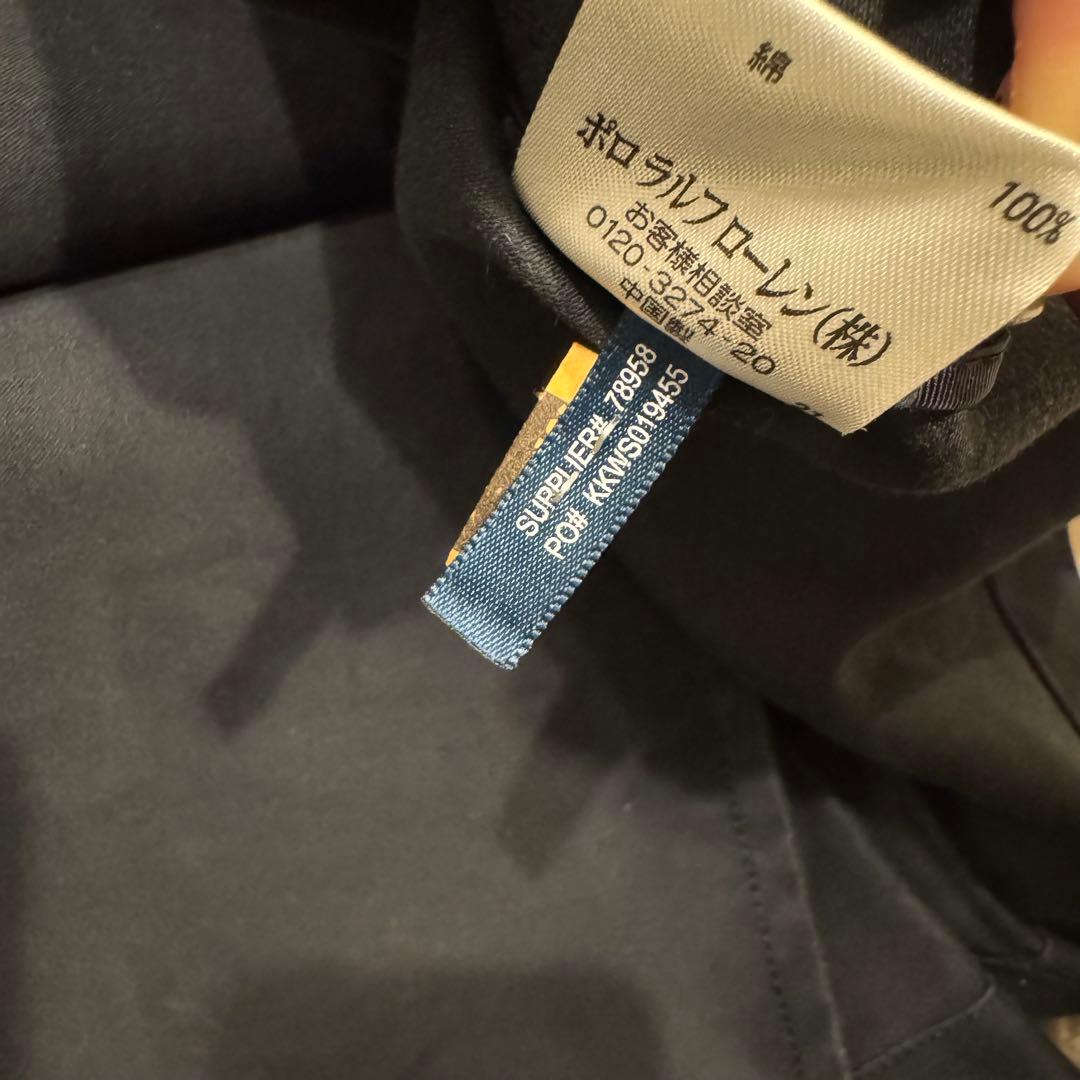 綿 100%
ポロ ラルフ ローレン(株)
お客様相談室
0120-3274-20
中国製
SUPPLIER# 78958
PO# KKWS019455